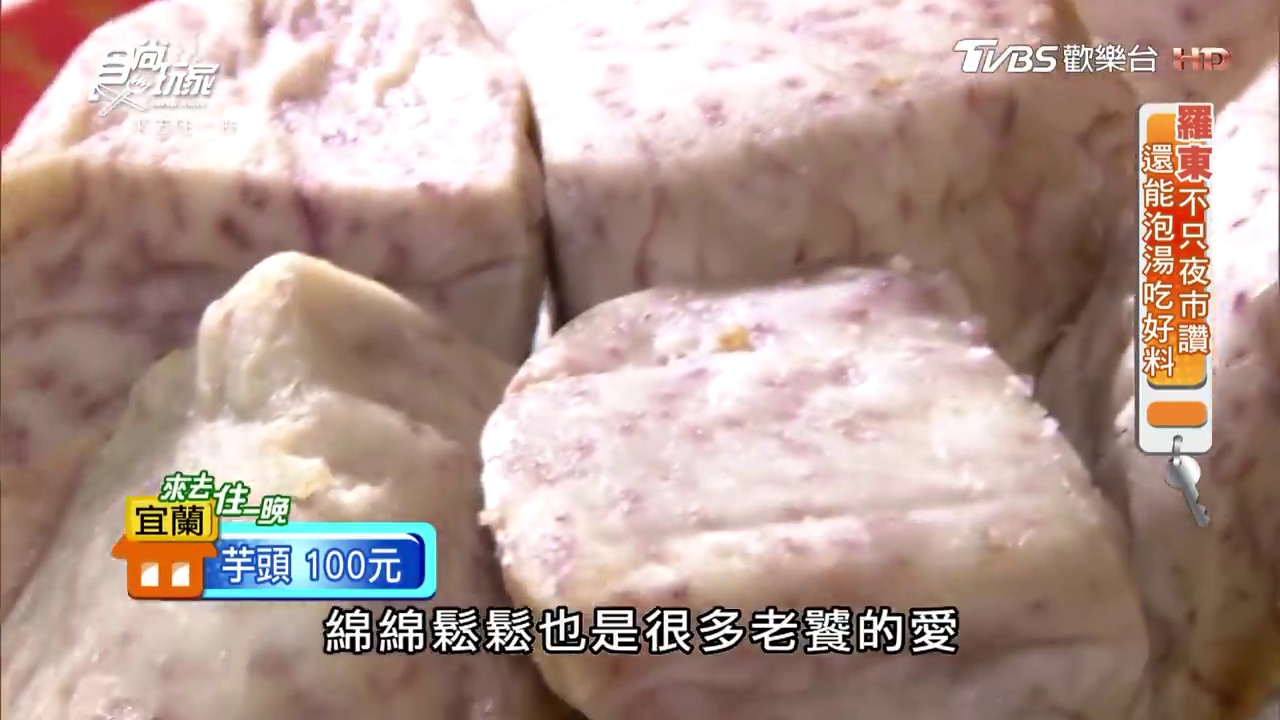 食尚玩家
TVBS歡樂台 HD
羅東不只夜市讚
還能泡湯吃好料
來去住一晚
宜蘭
芋頭 100元
綿綿鬆鬆也是很多老饕的愛